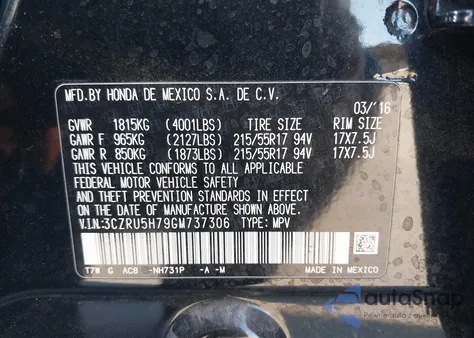 MFD.BY HONDA DE MEXICO S.A. DE C.V.
03/'16
GVWR 1815KG (4001LBS) TIRE SIZE RIM SIZE
GAWR F 965KG (2127LBS) 215/55R17 94V 17X7.5J
GAWR R 850KG (1873LBS) 215/55R17 94V 17X7.5J
THIS VEHICLE CONFORMS TO ALL APPLICABLE
FEDERAL MOTOR VEHICLE SAFETY AND
THEFT PREVENTION STANDARDS IN EFFECT ON
THE DATE OF MANUFACTURE SHOWN ABOVE.
V.I.N:3CZRU5H79GM737306 TYPE: MPV
T7W G AC8 -NH731P -A -M
MADE IN MEXICO
autoSnap
Pewne auto z